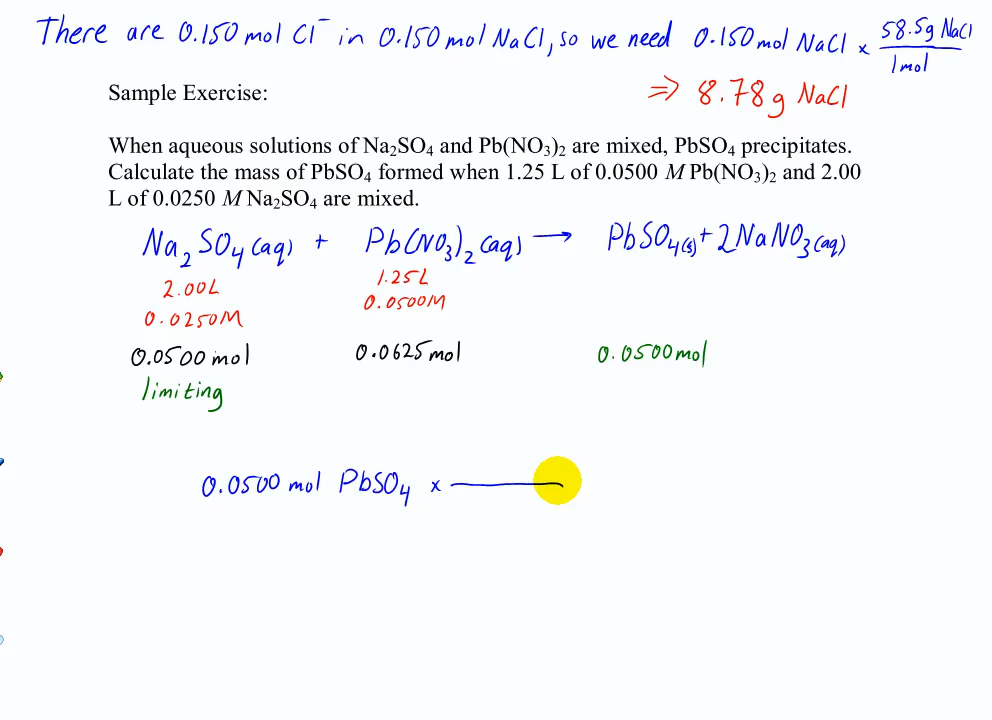 There are 0.150 mol Cl⁻ in 0.150 mol NaCl, so we need 0.150 mol NaCl × 58.5g NaCl / 1 mol
⇒ 8.78 g NaCl
Sample Exercise:
When aqueous solutions of Na₂SO₄ and Pb(NO₃)₂ are mixed, PbSO₄ precipitates.
Calculate the mass of PbSO₄ formed when 1.25 L of 0.0500 M Pb(NO₃)₂ and 2.00
L of 0.0250 M Na₂SO₄ are mixed.
Na₂SO₄(aq) + Pb(NO₃)₂(aq) → PbSO₄(s) + 2NaNO₃(aq)
2.00L 1.25L
0.0250M 0.0500M
0.0500 mol 0.0625 mol 0.0500 mol
limiting
0.0500 mol PbSO₄ ×